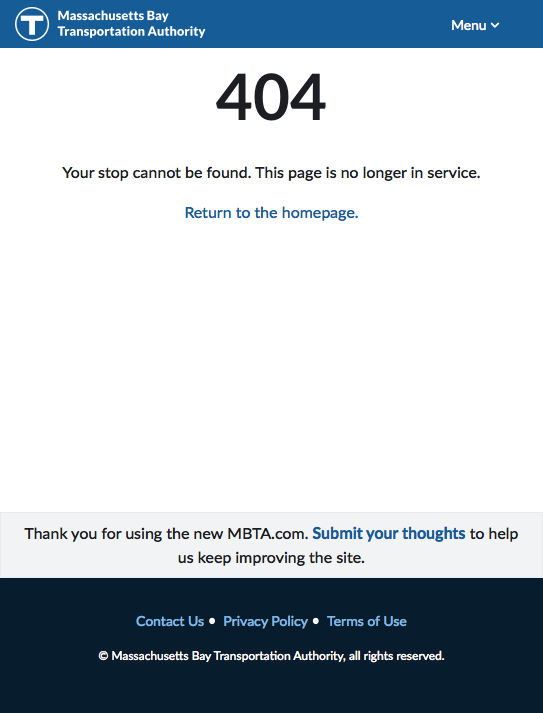 T
Massachusetts Bay
Transportation Authority
Menu
404
Your stop cannot be found. This page is no longer in service.
Return to the homepage.
Thank you for using the new MBTA.com. Submit your thoughts to help
us keep improving the site.
Contact Us • Privacy Policy • Terms of Use
© Massachusetts Bay Transportation Authority, all rights reserved.